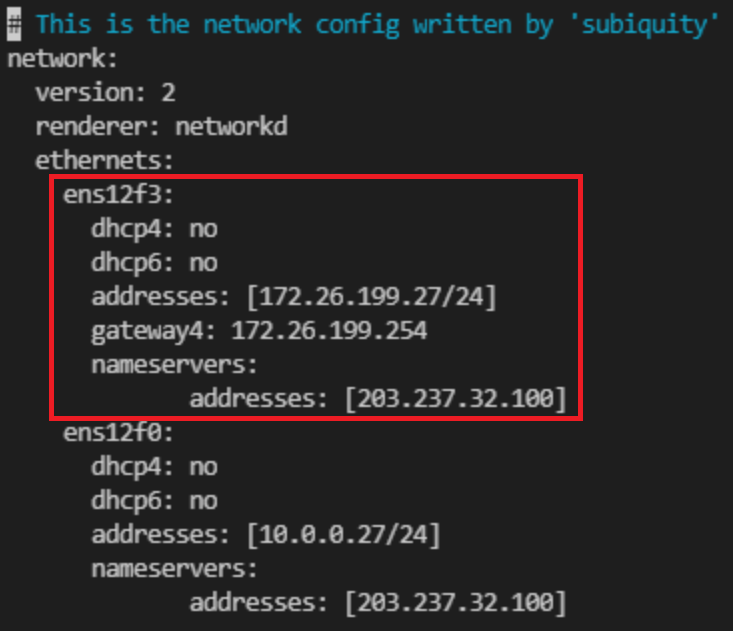 # This is the network config written by 'subiquity'
network:
  version: 2
  renderer: networkd
  ethernets:
    ens12f3:
      dhcp4: no
      dhcp6: no
      addresses: [172.26.199.27/24]
      gateway4: 172.26.199.254
      nameservers:
             addresses: [203.237.32.100]
    ens12f0:
      dhcp4: no
      dhcp6: no
      addresses: [10.0.0.27/24]
      nameservers:
             addresses: [203.237.32.100]